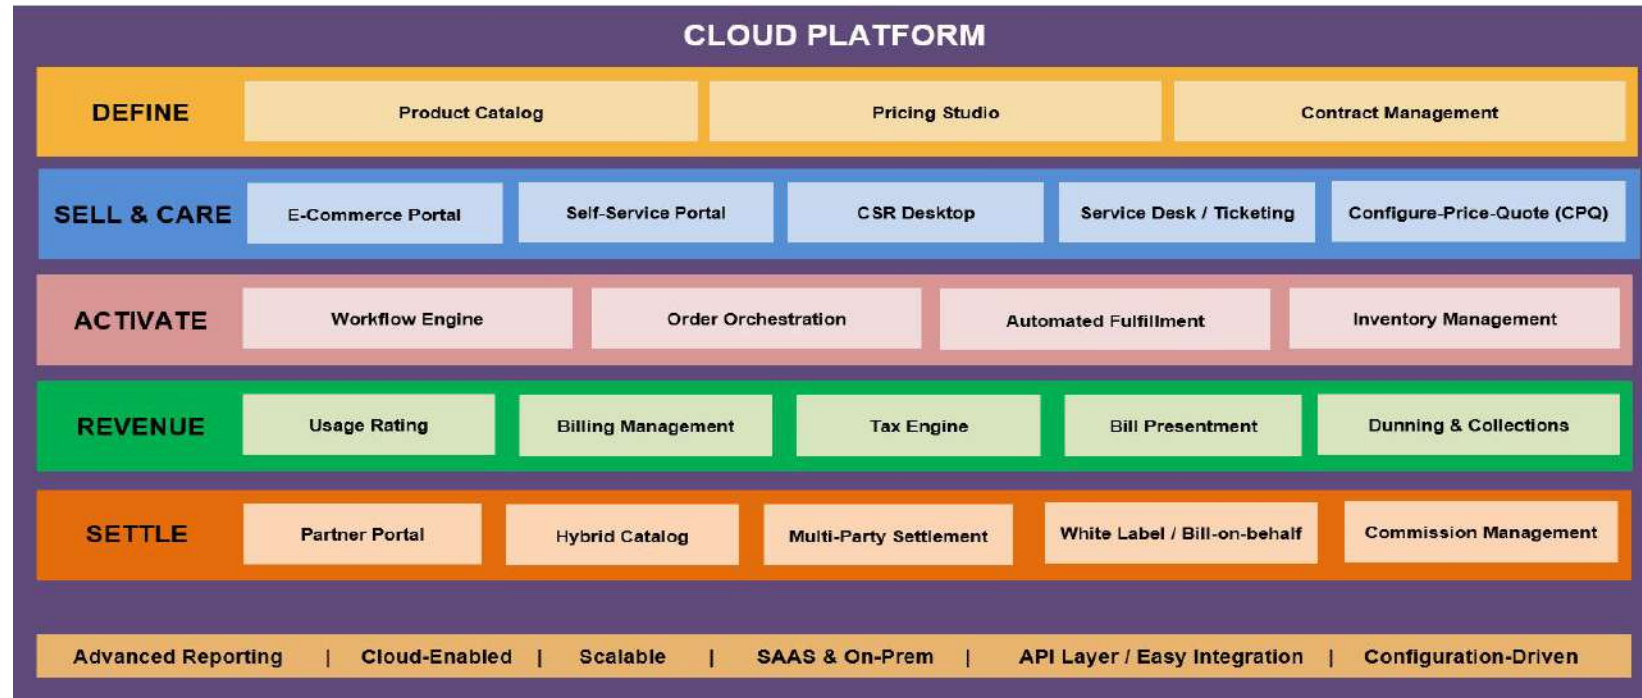 CLOUD PLATFORM
DEFINE Product Catalog Pricing Studio Contract Management
SELL & CARE E-Commerce Portal Self-Service Portal CSR Desktop Service Desk / Ticketing Configure-Price-Quote (CPQ)
ACTIVATE Workflow Engine Order Orchestration Automated Fulfillment Inventory Management
REVENUE Usage Rating Billing Management Tax Engine Bill Presentment Dunning & Collections
SETTLE Partner Portal Hybrid Catalog Multi-Party Settlement White Label / Bill-on-behalf Commission Management
Advanced Reporting | Cloud-Enabled | Scalable | SAAS & On-Prem | API Layer / Easy Integration | Configuration-Driven